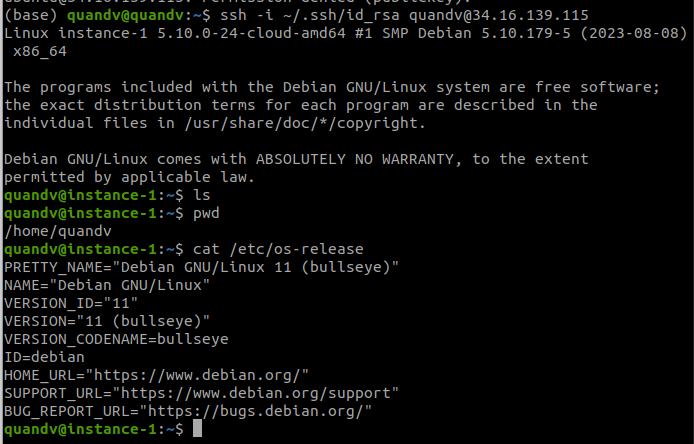 (base) quandv@quandv:~$ ssh -i ~/.ssh/id_rsa quandv@34.16.139.115
Linux instance-1 5.10.0-24-cloud-amd64 #1 SMP Debian 5.10.179-5 (2023-08-08)
 x86_64
The programs included with the Debian GNU/Linux system are free software;
the exact distribution terms for each program are described in the
individual files in /usr/share/doc/*/copyright.
Debian GNU/Linux comes with ABSOLUTELY NO WARRANTY, to the extent
permitted by applicable law.
quandv@instance-1:~$ ls
quandv@instance-1:~$ pwd
/home/quandv
quandv@instance-1:~$ cat /etc/os-release
PRETTY_NAME="Debian GNU/Linux 11 (bullseye)"
NAME="Debian GNU/Linux"
VERSION_ID="11"
VERSION="11 (bullseye)"
VERSION_CODENAME=bullseye
ID=debian
HOME_URL="https://www.debian.org/"
SUPPORT_URL="https://www.debian.org/support"
BUG_REPORT_URL="https://bugs.debian.org/"
quandv@instance-1:~$